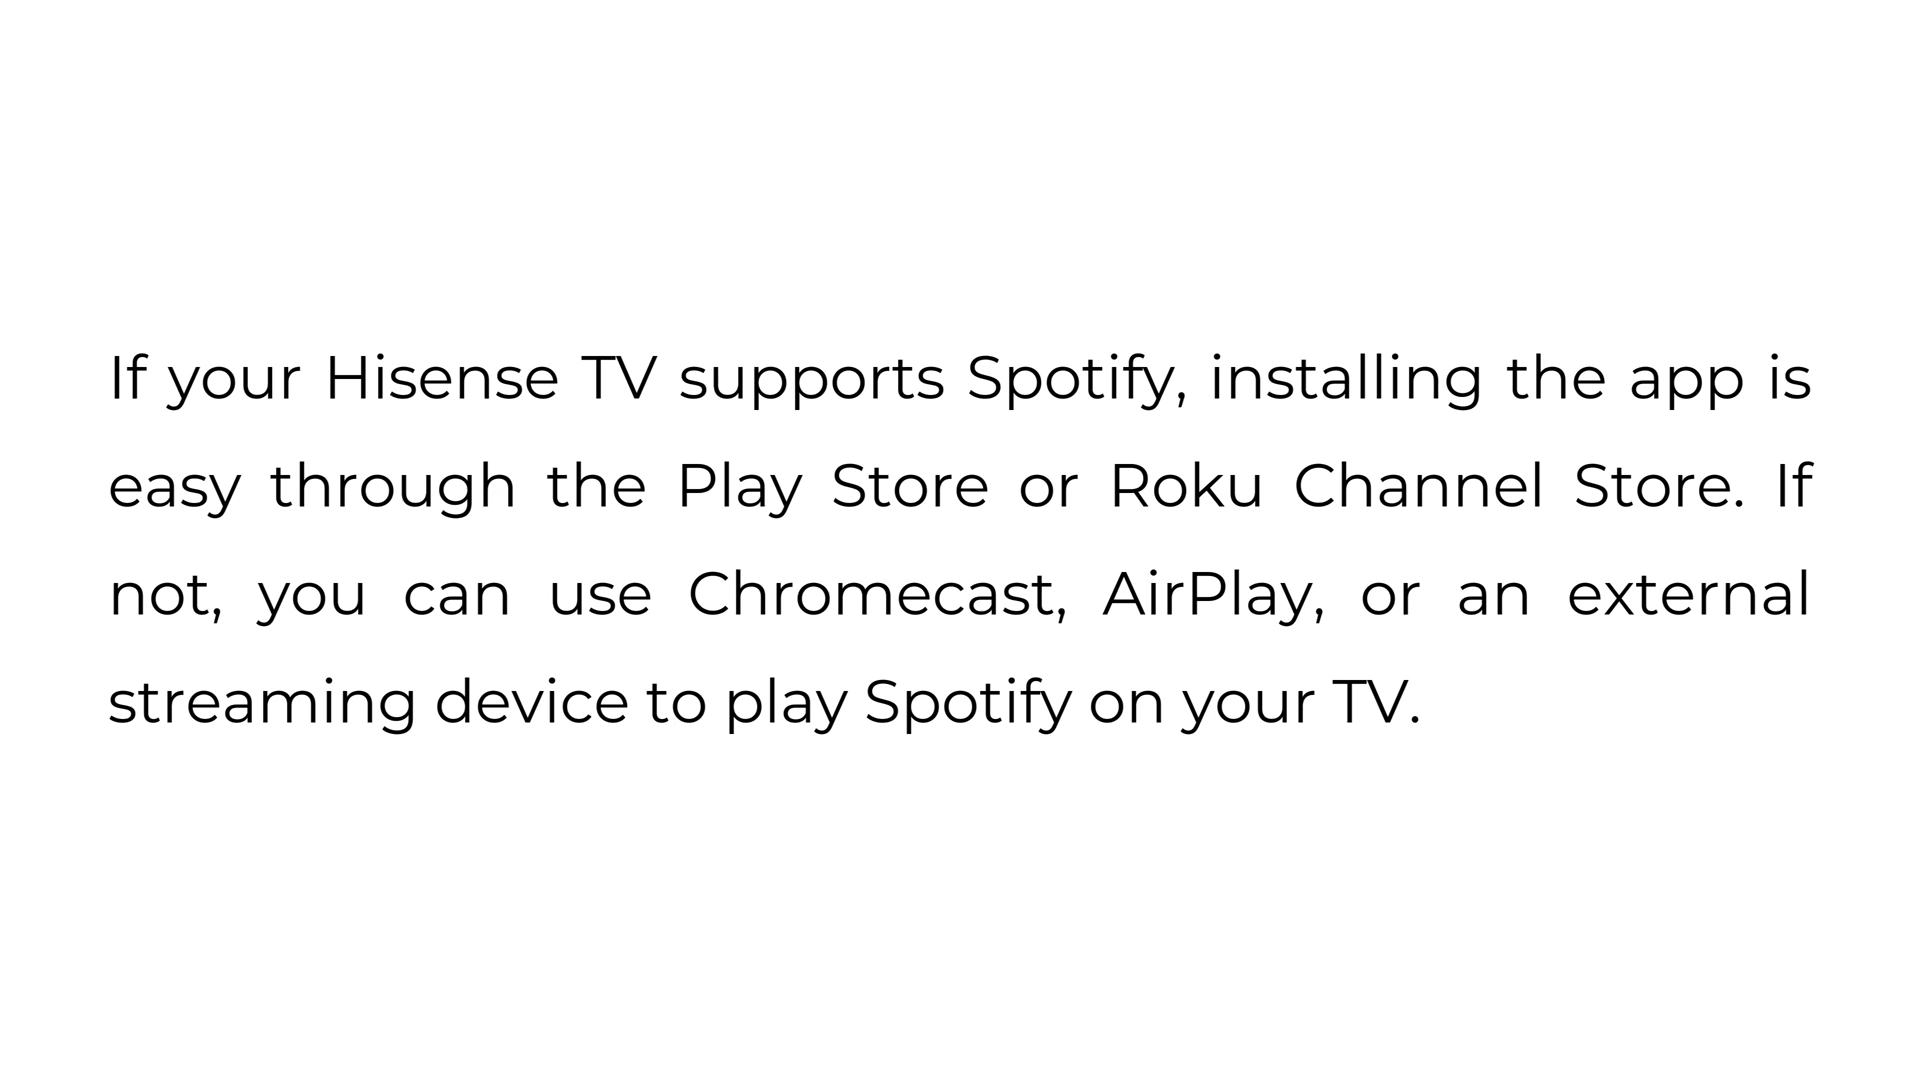 If your Hisense TV supports Spotify, installing the app is
easy through the Play Store or Roku Channel Store. If
not, you can use Chromecast, AirPlay, or an external
streaming device to play Spotify on your TV.